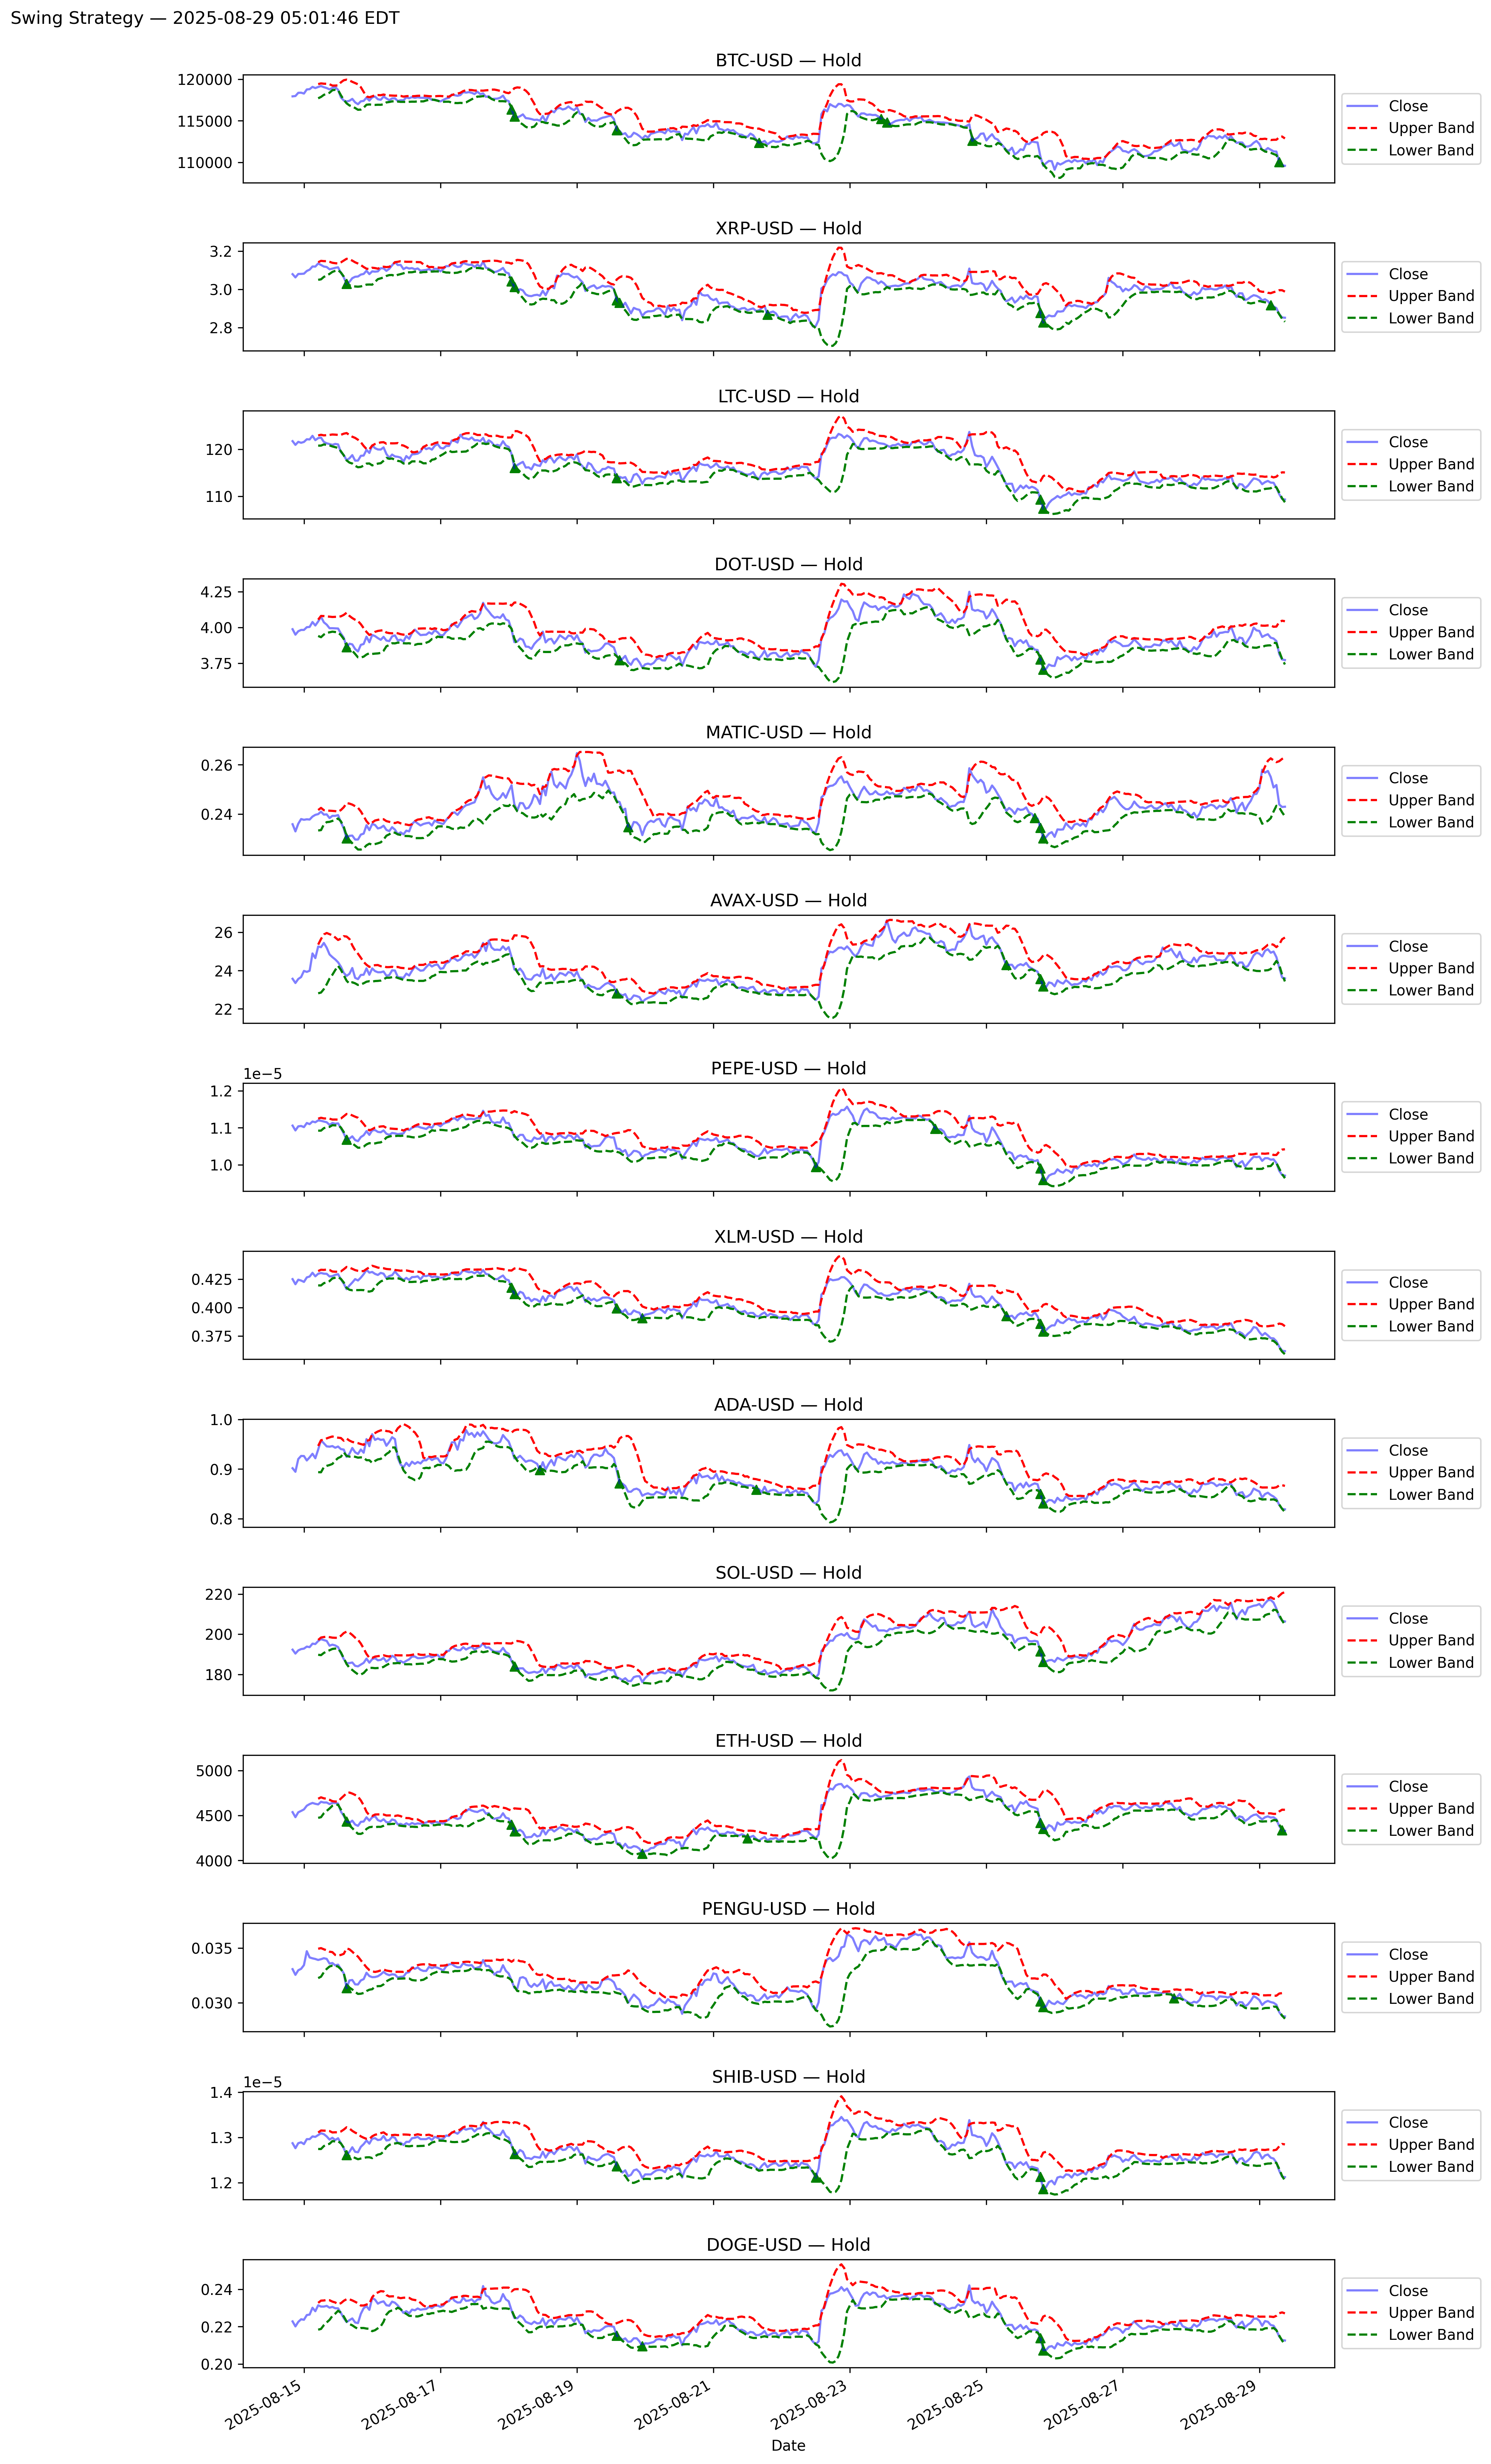 Swing Strategy — 2025-08-29 05:01:46 EDT
BTC-USD — Hold
120000
115000
110000
Close
Upper Band
Lower Band
XRP-USD — Hold
3.2
3.0
2.8
Close
Upper Band
Lower Band
LTC-USD — Hold
120
110
Close
Upper Band
Lower Band
DOT-USD — Hold
4.25
4.00
3.75
Close
Upper Band
Lower Band
MATIC-USD — Hold
0.26
0.24
Close
Upper Band
Lower Band
AVAX-USD — Hold
26
24
22
Close
Upper Band
Lower Band
PEPE-USD — Hold
1e−5
1.2
1.1
1.0
Close
Upper Band
Lower Band
XLM-USD — Hold
0.425
0.400
0.375
Close
Upper Band
Lower Band
ADA-USD — Hold
1.0
0.9
0.8
Close
Upper Band
Lower Band
SOL-USD — Hold
220
200
180
Close
Upper Band
Lower Band
ETH-USD — Hold
5000
4500
4000
Close
Upper Band
Lower Band
PENGU-USD — Hold
0.035
0.030
Close
Upper Band
Lower Band
SHIB-USD — Hold
1e−5
1.4
1.3
1.2
Close
Upper Band
Lower Band
DOGE-USD — Hold
0.24
0.22
0.20
Close
Upper Band
Lower Band
2025-08-15
2025-08-17
2025-08-19
2025-08-21
2025-08-23
2025-08-25
2025-08-27
2025-08-29
Date